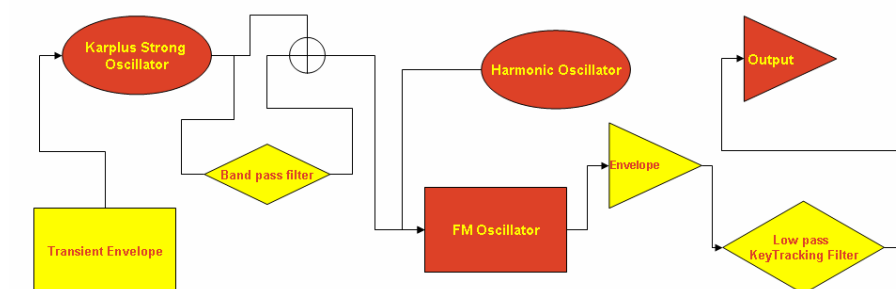 Karplus Strong
Oscillator
Harmonic Oscillator
Output
Band pass filter
Envelope
Transient Envelope
FM Oscillator
Low pass
KeyTracking Filter